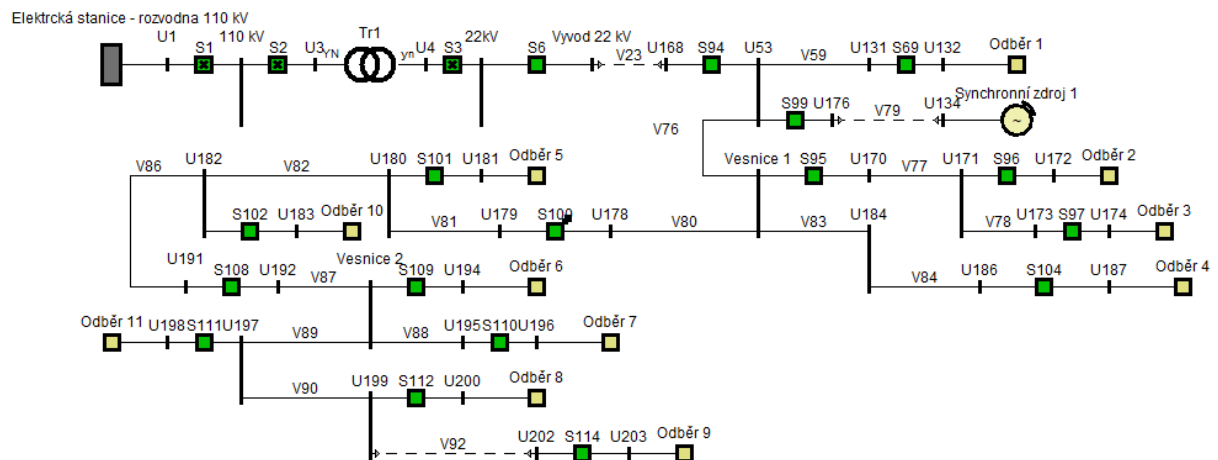 Elektrcká stanice - rozvodna 110 kV
U1 S1 110 kV S2 U3 YN Tr1 yn U4 S3 22kV S6 Vyvod 22 kV V23 U168 S94 U53 V59 U131 S69 U132 Odběr 1
V76 S99 U176 V79 U134 Synchronní zdroj 1
~
V86 U182 V82 U180 S101 U181 Odběr 5 Vesnice 1 S95 U170 V77 U171 S96 U172 Odběr 2
S102 U183 Odběr 10 V81 U179 S100 U178 V80 V83 U184 V78 U173 S97 U174 Odběr 3
U191 S108 U192 V87 Vesnice 2 S109 U194 Odběr 6 V84 U186 S104 U187 Odběr 4
Odběr 11 U198 S111 U197 V89 V88 U195 S110 U196 Odběr 7
V90 U199 S112 U200 Odběr 8
V92 U202 S114 U203 Odběr 9